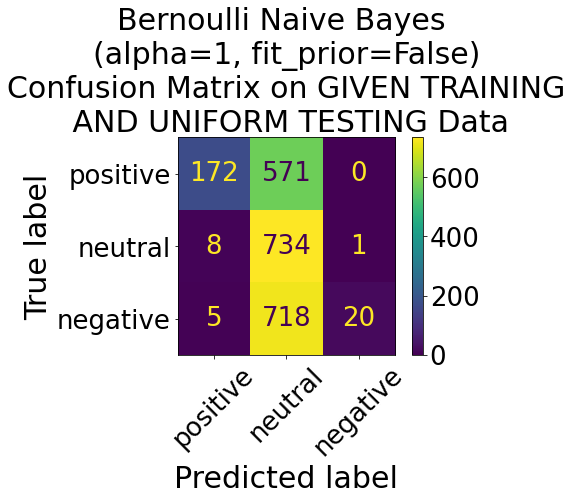 Bernoulli Naive Bayes
(alpha=1, fit_prior=False)
Confusion Matrix on GIVEN TRAINING
AND UNIFORM TESTING Data
True label
positive 172 571 0
neutral 8 734 1
negative 5 718 20
positive neutral negative
Predicted label
600
400
200
0